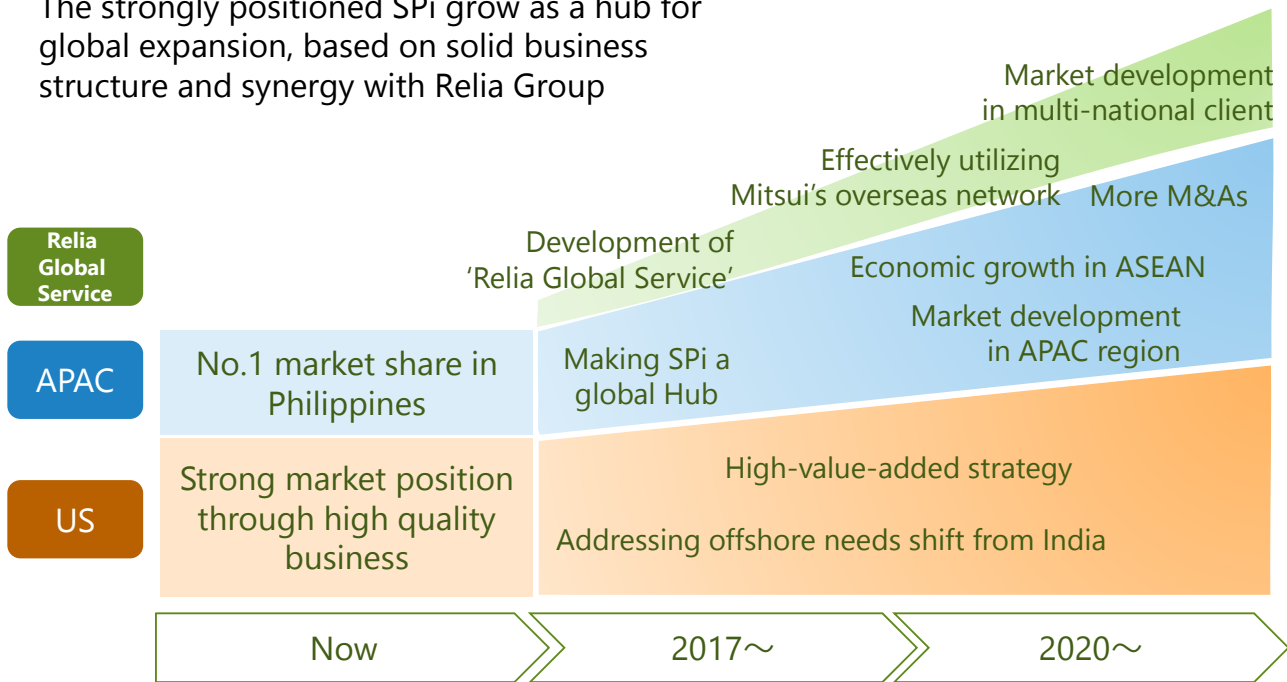 The strongly positioned SPi grow as a hub for
global expansion, based on solid business
structure and synergy with Relia Group
Market development
in multi-national client
Effectively utilizing
Mitsui's overseas network
More M&As
Relia
Global
Service
Development of
'Relia Global Service'
Economic growth in ASEAN
Market development
in APAC region
APAC
No.1 market share in
Philippines
Making SPi a
global Hub
US
Strong market position
through high quality
business
High-value-added strategy
Addressing offshore needs shift from India
Now
2017～
2020～